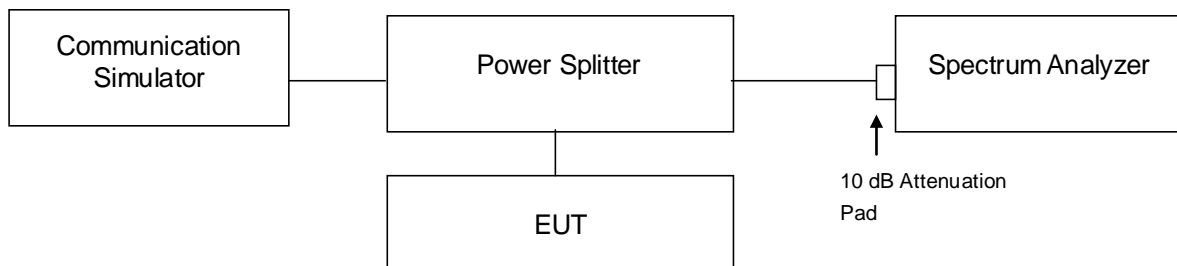 Communication
Simulator
Power Splitter
Spectrum Analyzer
10 dB Attenuation
Pad
EUT